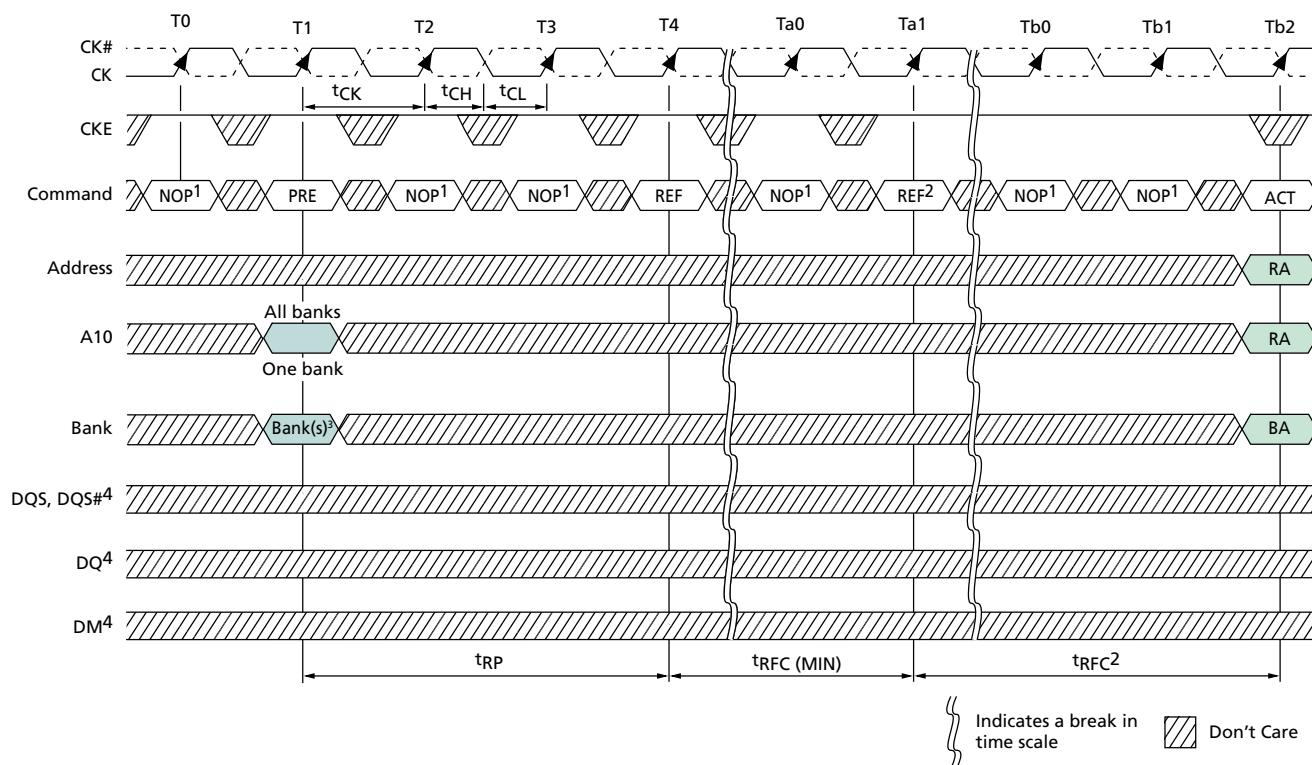 T0 T1 T2 T3 T4 Ta0 Ta1 Tb0 Tb1 Tb2
CK#
CK
tCK tCH tCL
CKE
Command NOP1 PRE NOP1 NOP1 REF NOP1 REF2 NOP1 NOP1 ACT
Address RA
All banks
A10 RA
One bank
Bank Bank(s)3 BA
DQS, DQS#4
DQ4
DM4
tRP tRFC (MIN) tRFC2
Indicates a break in
time scale
Don't Care